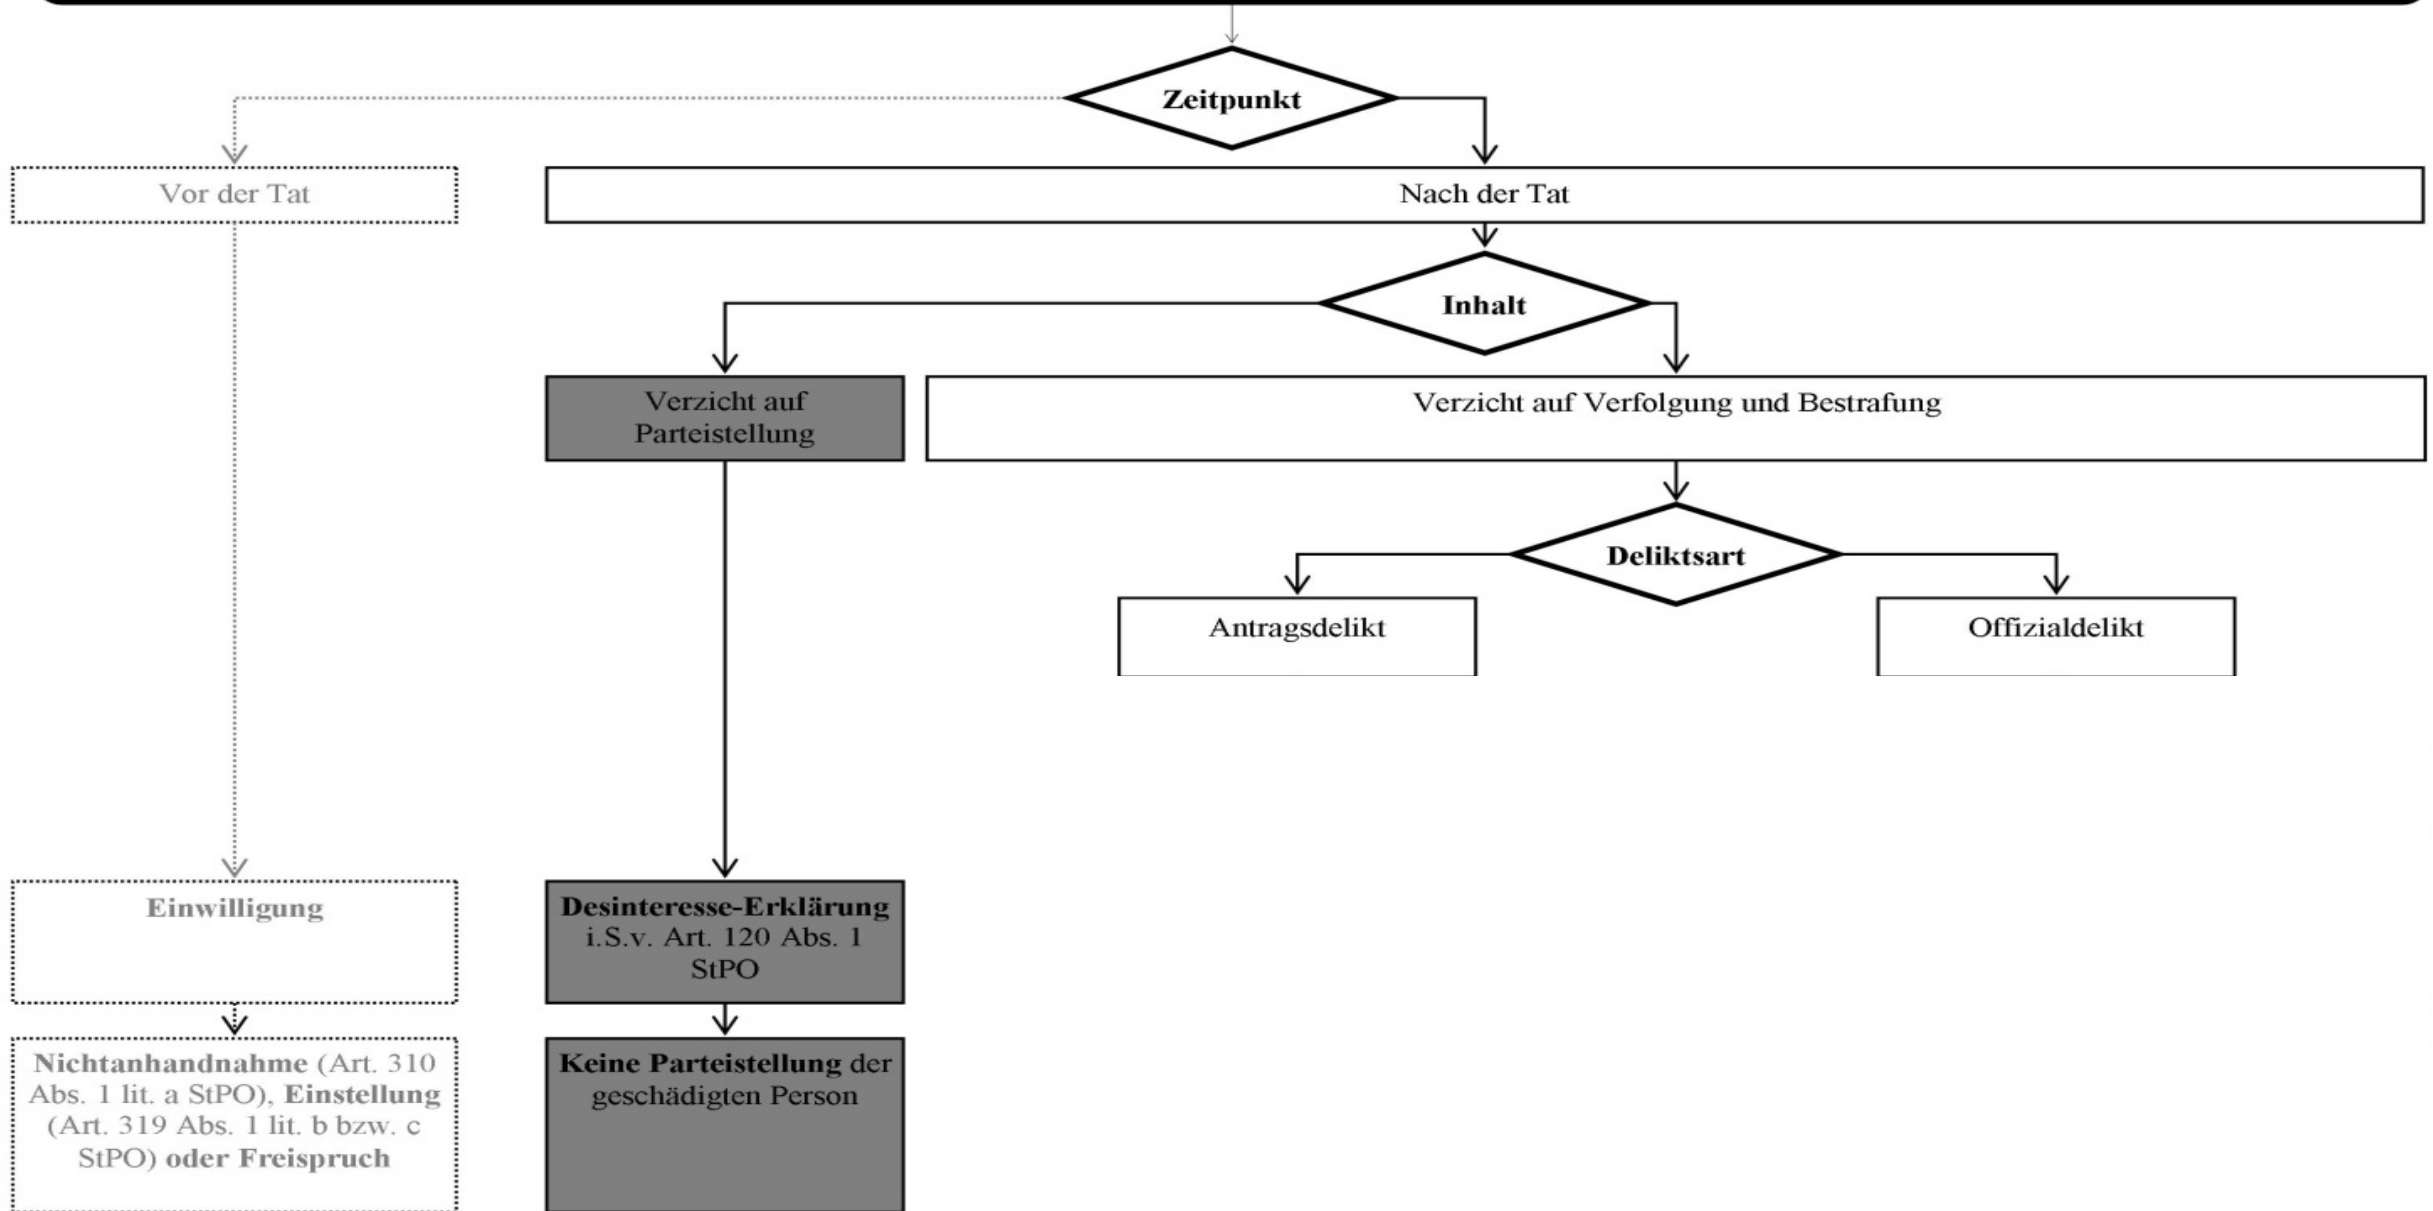 Zeitpunkt
Vor der Tat
Nach der Tat
Inhalt
Verzicht auf
Parteistellung
Verzicht auf Verfolgung und Bestrafung
Deliktsart
Antragsdelikt
Offizialdelikt
Einwilligung
Desinteresse-Erklärung
i.S.v. Art. 120 Abs. 1
StPO
Nichtanhandnahme (Art. 310
Abs. 1 lit. a StPO), Einstellung
(Art. 319 Abs. 1 lit. b bzw. c
StPO) oder Freispruch
Keine Parteistellung der
geschädigten Person